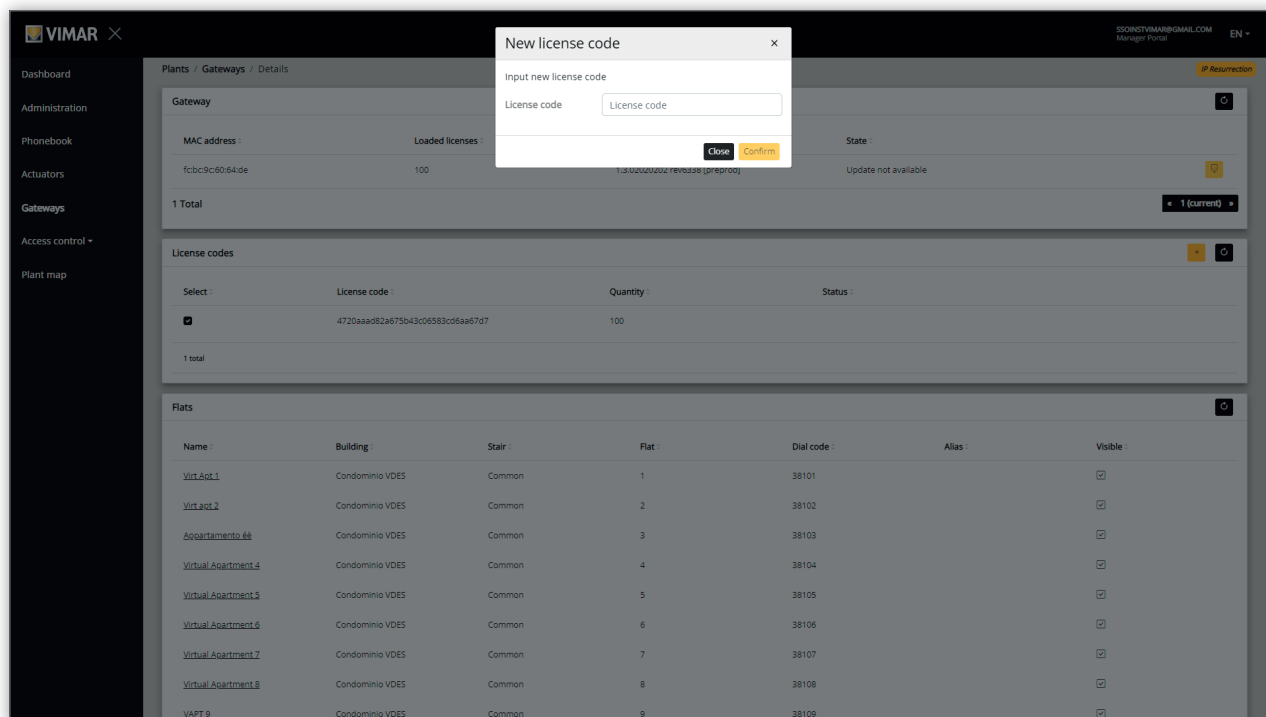 VIMAR
SSOINSTVIMAR@GMAIL.COM
Manager Portal
EN
New license code
×
Input new license code
License code
License code
Close
Confirm
Dashboard
Administration
Phonebook
Actuators
Gateways
Access control
Plant map
Plants / Gateways / Details
IP Resurrection
Gateway
MAC address Loaded licenses State
fc:bc:9c:60:64:de 100 1.3.02020202 rev6338 [preprod] Update not available
1 Total
« 1 (current) »
License codes
Select License code Quantity Status
4720aaad82a675b43c06583cd6aa67d7 100
1 total
Flats
Name Building Stair Flat Dial code Alias Visible
Virt Apt 1 Condominio VDES Common 1 38101
Virt apt 2 Condominio VDES Common 2 38102
Appartamento éè Condominio VDES Common 3 38103
Virtual Apartment 4 Condominio VDES Common 4 38104
Virtual Apartment 5 Condominio VDES Common 5 38105
Virtual Apartment 6 Condominio VDES Common 6 38106
Virtual Apartment 7 Condominio VDES Common 7 38107
Virtual Apartment 8 Condominio VDES Common 8 38108
VAPT 9 Condominio VDES Common 9 38109